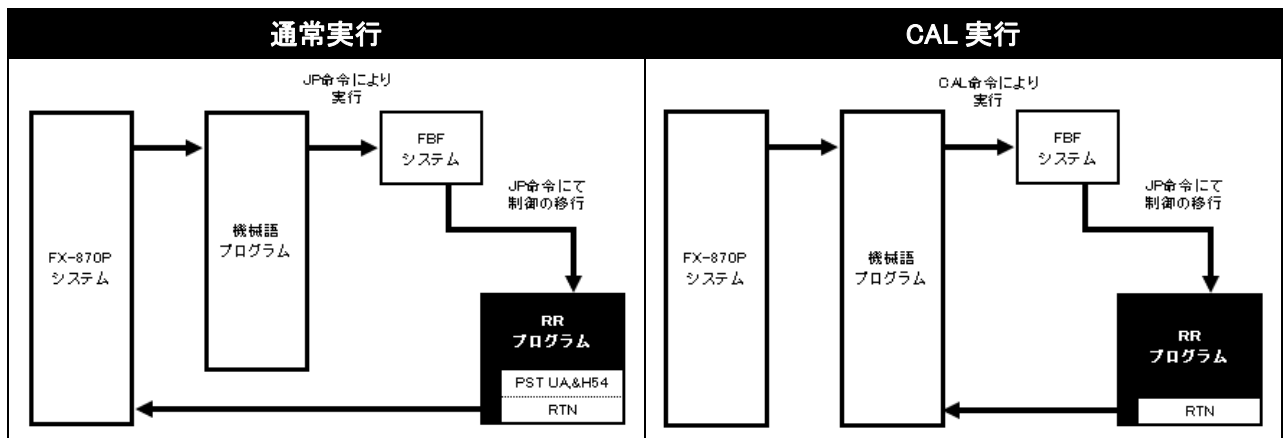 通常実行
JP命令により
実行
FX-870P
システム
機械語
プログラム
FBF
システム
JP命令にて
制御の移行
RR
プログラム
PST UA,&H54
RTN
CAL 実行
CAL命令により
実行
FX-870P
システム
機械語
プログラム
FBF
システム
JP命令にて
制御の移行
RR
プログラム
RTN